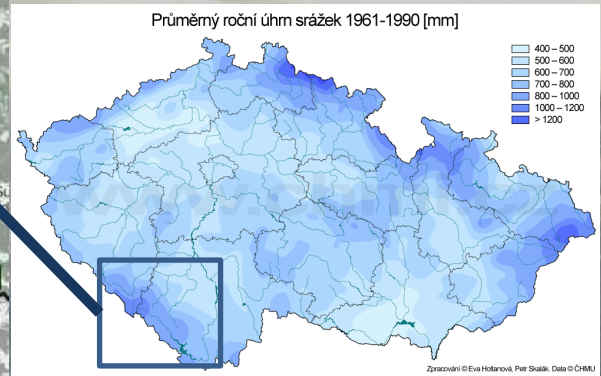 Průměrný roční úhrn srážek 1961-1990 [mm]
400 – 500
500 – 600
600 – 700
700 – 800
800 – 1000
1000 – 1200
> 1200
Zpracování © Eva Holtanová, Petr Skalák. Data © ČHMÚ